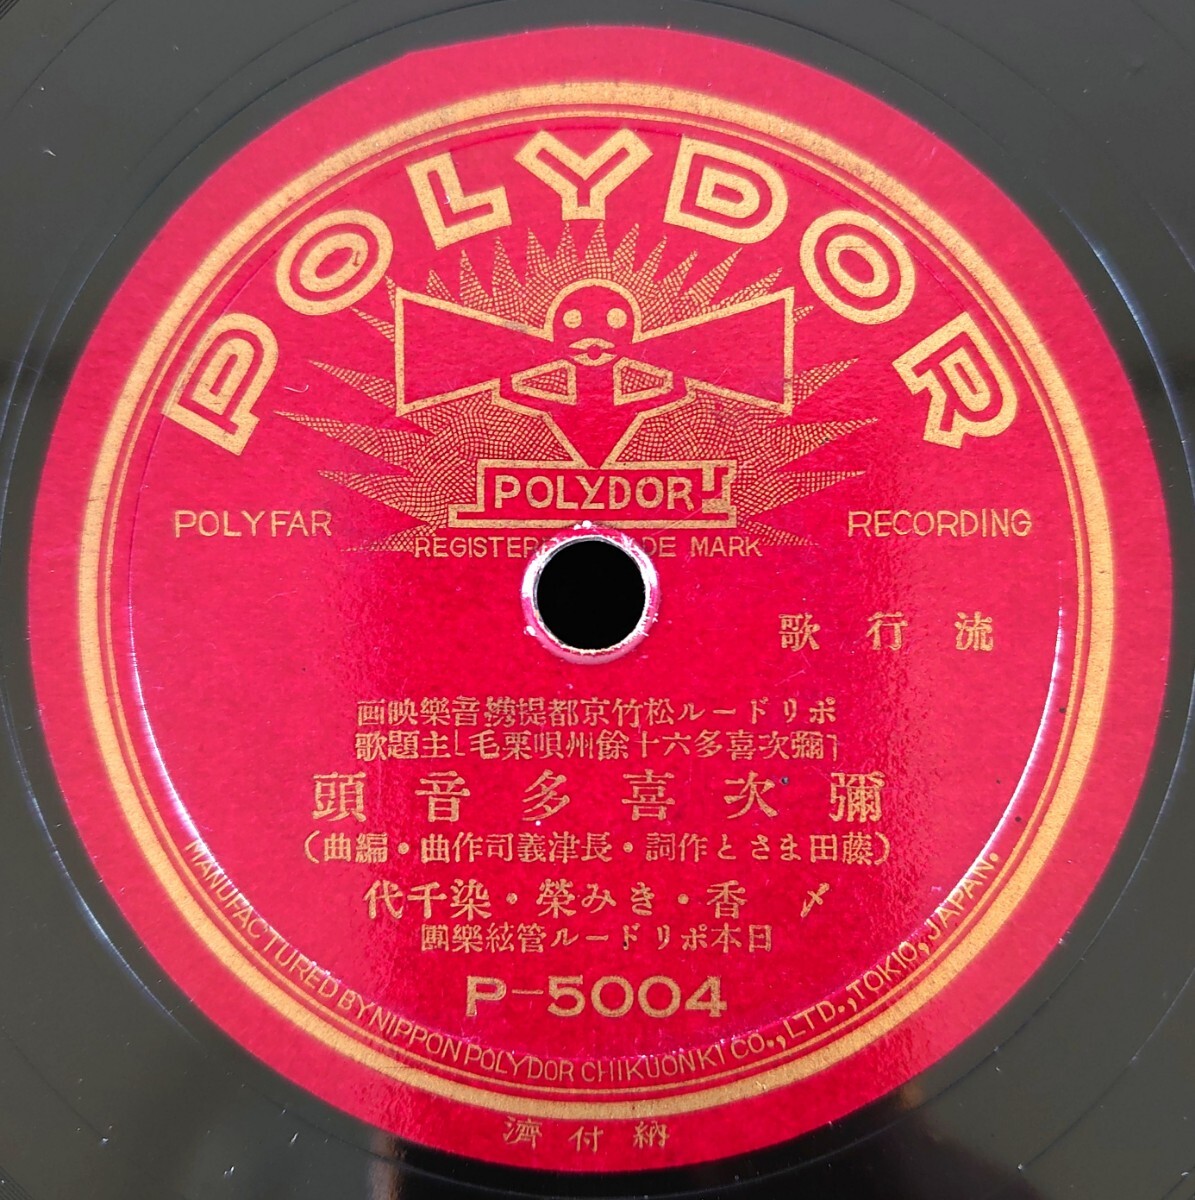 POLYDOR
POLYDOR
REGISTERE DE MARK
POLYFAR RECORDING
流行歌
ポリドール松竹京都提携音樂映画
「彌次喜多六十餘州唄栗毛」主題歌
彌次喜多音頭
(藤田まさと作詞・長津義司作曲・編曲)
〆香・きみ榮・染千代
日本ポリドール管絃樂團
P-5004
MANUFACTURED BY NIPPON POLYDOR CHIKUONKI CO., LTD., TOKIO, JAPAN.
納付濟